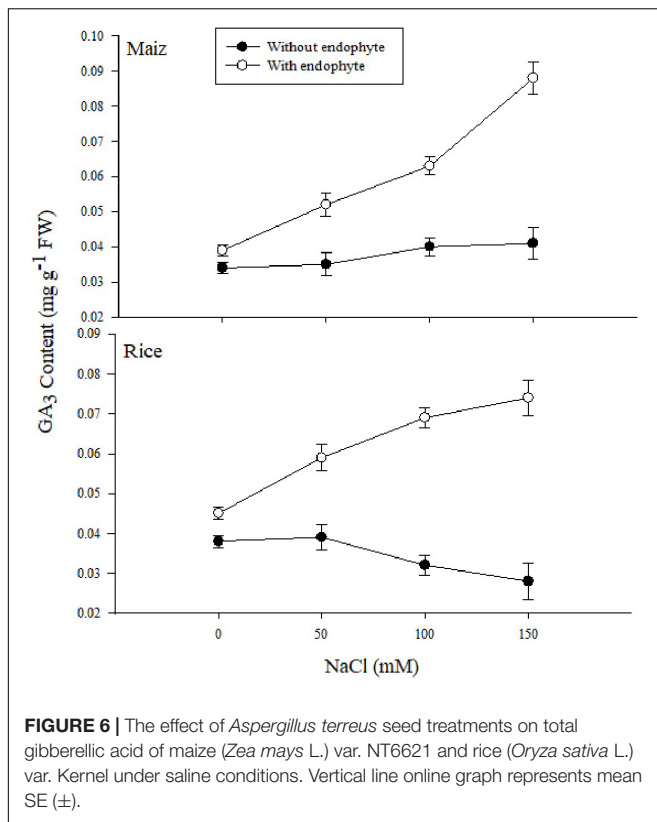 Maiz
Without endophyte
With endophyte
0.10
0.09
0.08
0.07
0.06
0.05
0.04
0.03
0.02
GA3 Content (mg g-1 FW)
Rice
0.09
0.08
0.07
0.06
0.05
0.04
0.03
0.02
0 50 100 150
NaCl (mM)
FIGURE 6 | The effect of Aspergillus terreus seed treatments on total
gibberellic acid of maize (Zea mays L.) var. NT6621 and rice (Oryza sativa L.)
var. Kernel under saline conditions. Vertical line online graph represents mean
SE (±).